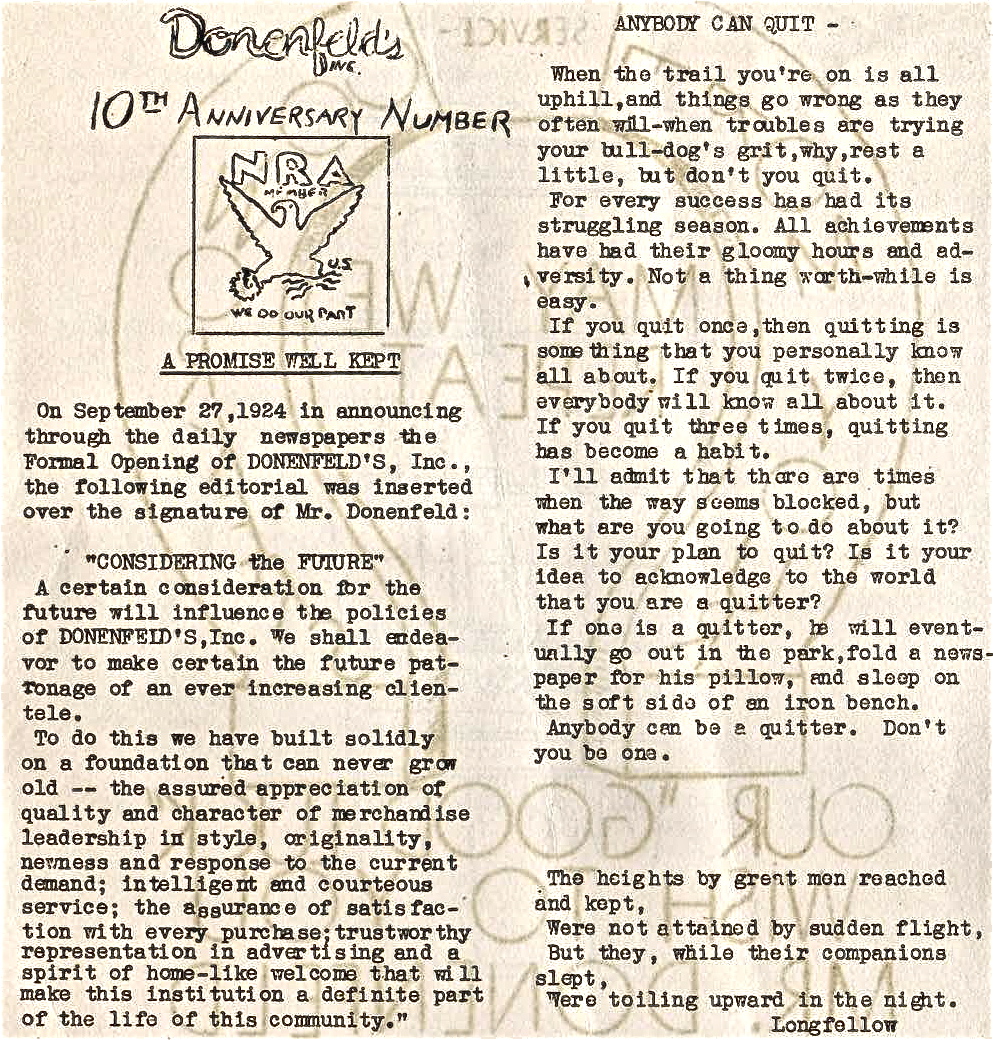 Donenfeld's
INC.
10TH ANNIVERSARY NUMBER
NRA
MEMBER
U.S.
WE DO OUR PART
A PROMISE WELL KEPT
On September 27,1924 in announcing
through the daily newspapers the
Formal Opening of DONENFELD'S, Inc.,
the following editorial was inserted
over the signature of Mr. Donenfeld:
"CONSIDERING the FUTURE"
A certain consideration for the
future will influence the policies
of DONENFELD'S,Inc. We shall endea-
vor to make certain the future pat-
ronage of an ever increasing clien-
tele.
To do this we have built solidly
on a foundation that can never grow
old -- the assured appreciation of
quality and character of merchandise
leadership in style, originality,
newness and response to the current
demand; intelligent and courteous
service; the assurance of satisfac-
tion with every purchase;trustworthy
representation in advertising and a
spirit of home-like welcome that will
make this institution a definite part
of the life of this community."
ANYBODY CAN QUIT -
When the trail you're on is all
uphill,and things go wrong as they
often will-when troubles are trying
your bull-dog's grit,why,rest a
little, but don't you quit.
For every success has had its
struggling season. All achievements
have had their gloomy hours and ad-
versity. Not a thing worth-while is
easy.
If you quit once,then quitting is
something that you personally know
all about. If you quit twice, then
everybody will know all about it.
If you quit three times, quitting
has become a habit.
I'll admit that there are times
when the way seems blocked, but
what are you going to do about it?
Is it your plan to quit? Is it your
idea to acknowledge to the world
that you are a quitter?
If one is a quitter, he will event-
ually go out in the park,fold a news-
paper for his pillow, and sleep on
the soft side of an iron bench.
Anybody can be a quitter. Don't
you be one.
The heights by great men reached
and kept,
Were not attained by sudden flight,
But they, while their companions
slept,
Were toiling upward in the night.
Longfellow